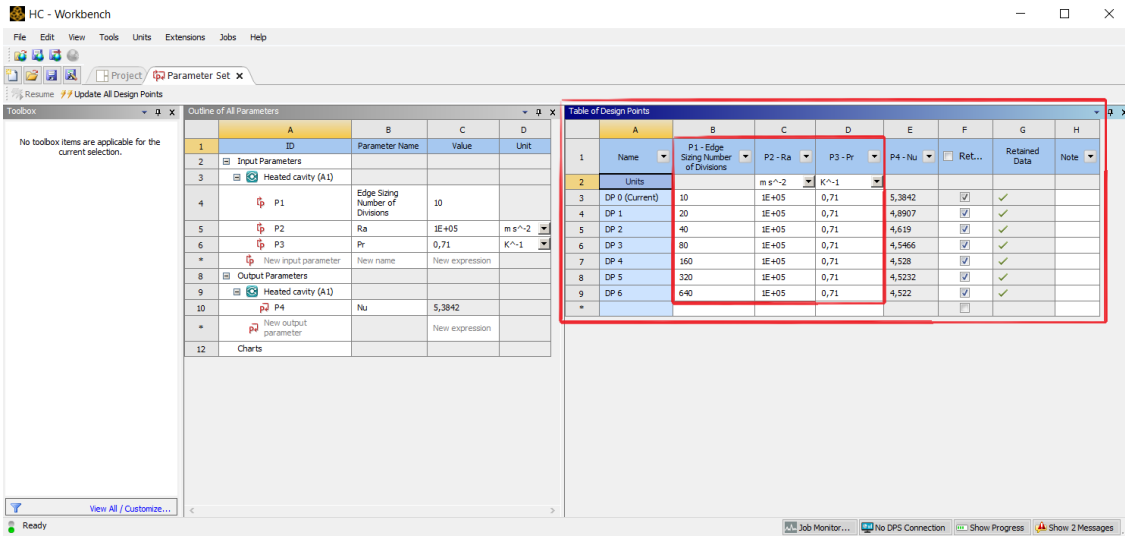 HC - Workbench
File Edit View Tools Units Extensions Jobs Help
Project Parameter Set x
Resume Update All Design Points
Toolbox
No toolbox items are applicable for the
current selection.
View All / Customize...
Outline of All Parameters
A B C D
1 ID Parameter Name Value Unit
2 Input Parameters
3 Heated cavity (A1)
4 P1 Edge Sizing Number of Divisions 10
5 P2 Ra 1E+05 m s^-2
6 P3 Pr 0,71 K^-1
* New input parameter New name New expression
8 Output Parameters
9 Heated cavity (A1)
10 P4 Nu 5,3842
* New output parameter New expression
12 Charts
Table of Design Points
A B C D E F G H
1 Name P1 - Edge Sizing Number of Divisions P2 - Ra P3 - Pr P4 - Nu Ret... Retained Data Note
2 Units m s^-2 K^-1
3 DP 0 (Current) 10 1E+05 0,71 5,3842
4 DP 1 20 1E+05 0,71 4,8907
5 DP 2 40 1E+05 0,71 4,619
6 DP 3 80 1E+05 0,71 4,5466
7 DP 4 160 1E+05 0,71 4,528
8 DP 5 320 1E+05 0,71 4,5232
9 DP 6 640 1E+05 0,71 4,522
*
Ready
Job Monitor... No DPS Connection Show Progress Show 2 Messages